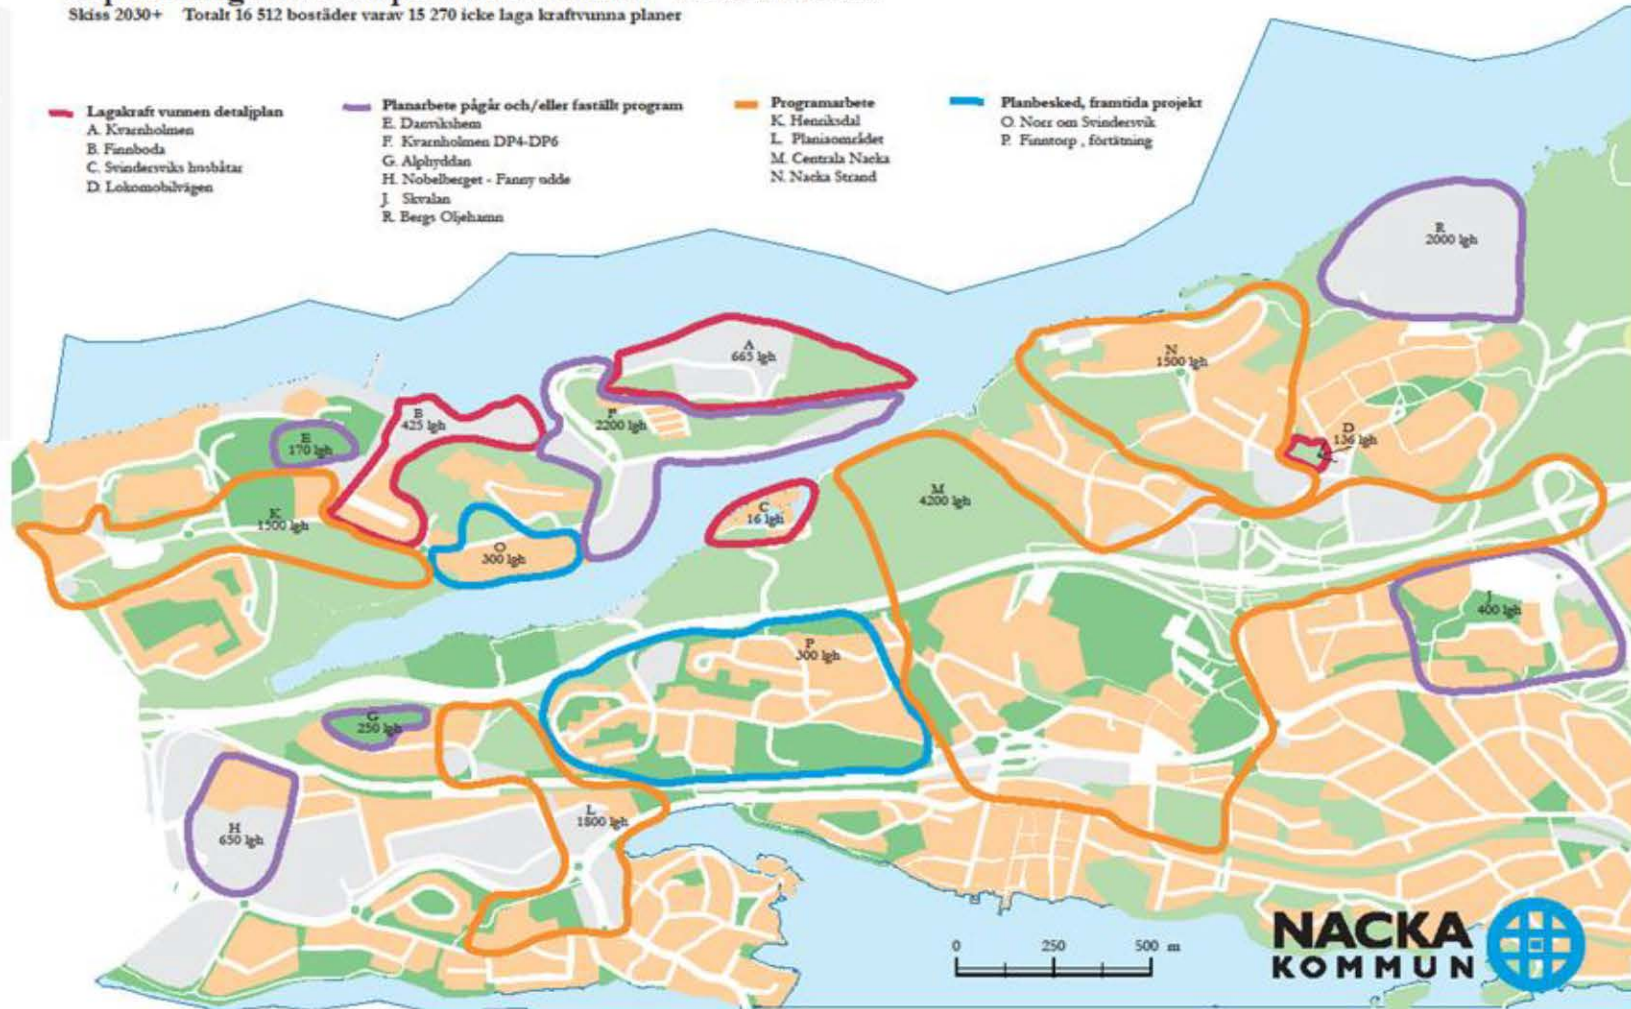 Skiss 2030+ Totalt 16 512 bostäder varav 15 270 icke laga kraftvunna planer
Lagakraft vunnen detaljplan
A. Kvarnholmen
B. Finnboda
C. Svindersviks husbåtar
D. Lokomobilvägen
Planarbete pågår och/eller faställt program
E. Danvikshem
F. Kvarnholmen DP4-DP6
G. Alphyddan
H. Nobelberget - Fanny udde
J. Skvalan
R. Bergs Oljehamn
Programarbete
K. Henriksdal
L. Planiaområdet
M. Centrala Nacka
N. Nacka Strand
Planbesked, framtida projekt
O. Norr om Svindersvik
P. Finntorp , förtätning
R
2000 lgh
A
665 lgh
N
1500 lgh
B
425 lgh
F
2200 lgh
D
136 lgh
E
170 lgh
M
4200 lgh
C
16 lgh
K
1500 lgh
O
300 lgh
J
400 lgh
P
300 lgh
G
250 lgh
L
1800 lgh
H
650 lgh
0 250 500 m
NACKA
KOMMUN